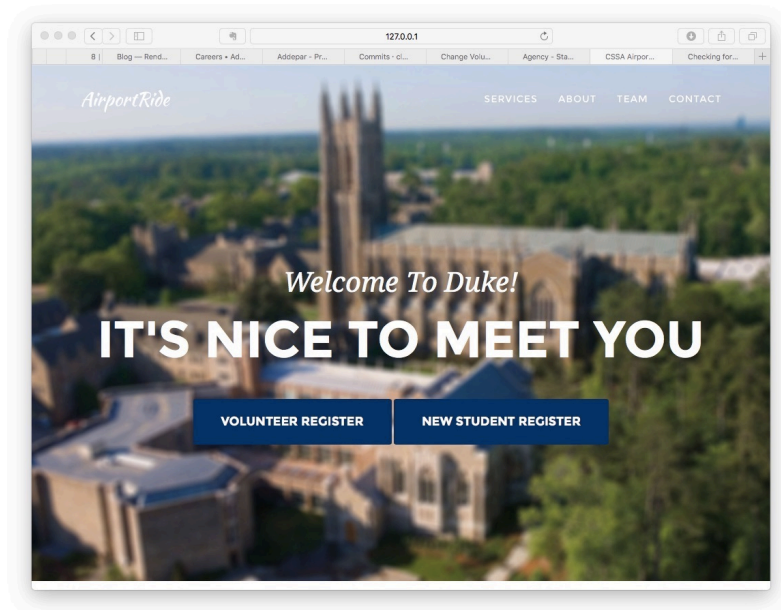 127.0.0.1
8 | Blog — Rend... Careers • Ad... Addepar - Pr... Commits · cl... Change Volu... Agency - Sta... CSSA Airpor... Checking for... +
AirportRide SERVICES ABOUT TEAM CONTACT
Welcome To Duke!
IT'S NICE TO MEET YOU
VOLUNTEER REGISTER NEW STUDENT REGISTER